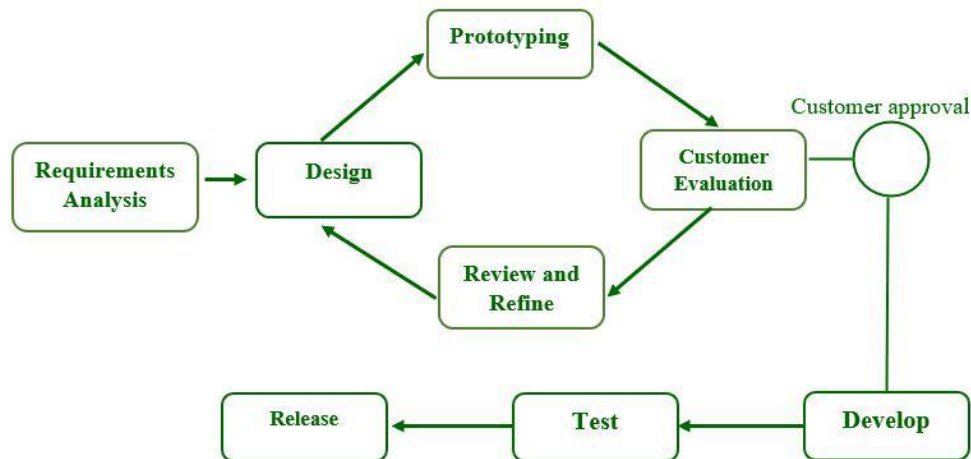 Prototyping
Customer approval
Requirements
Analysis
Design
Customer
Evaluation
Review and
Refine
Release
Test
Develop